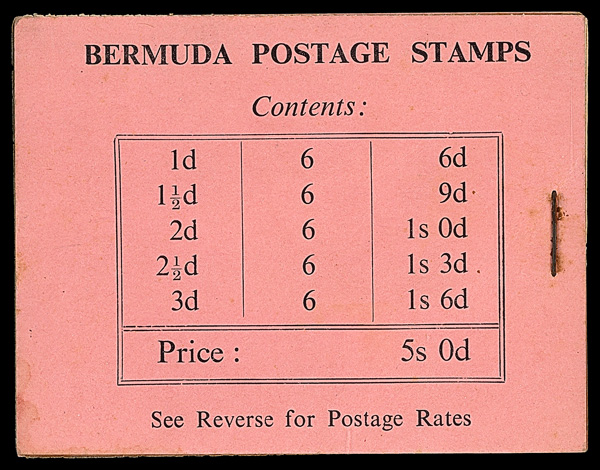 BERMUDA POSTAGE STAMPS
Contents:
1d 6 6d
1½d 6 9d
2d 6 1s 0d
2½d 6 1s 3d
3d 6 1s 6d
Price: 5s 0d
See Reverse for Postage Rates